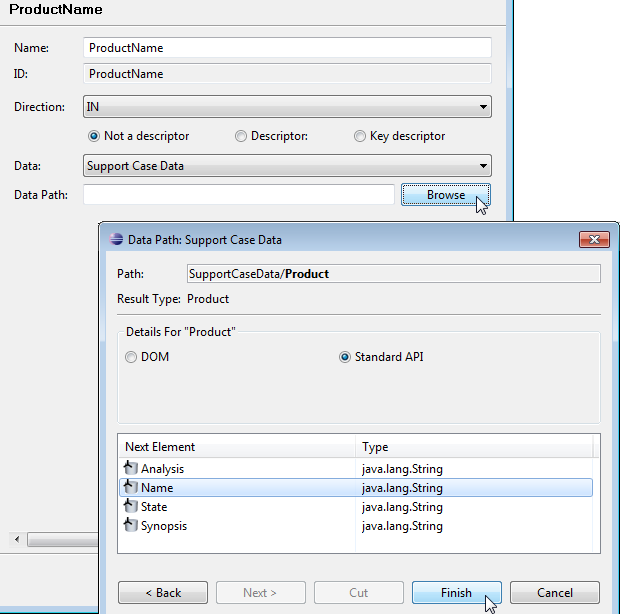 ProductName
Name: ProductName
ID: ProductName
Direction: IN
Not a descriptor Descriptor: Key descriptor
Data: Support Case Data
Data Path: Browse
Data Path: Support Case Data
Path: SupportCaseData/Product
Result Type: Product
Details For "Product"
DOM Standard API
Next Element Type
Analysis java.lang.String
Name java.lang.String
State java.lang.String
Synopsis java.lang.String
< Back Next > Cut Finish Cancel